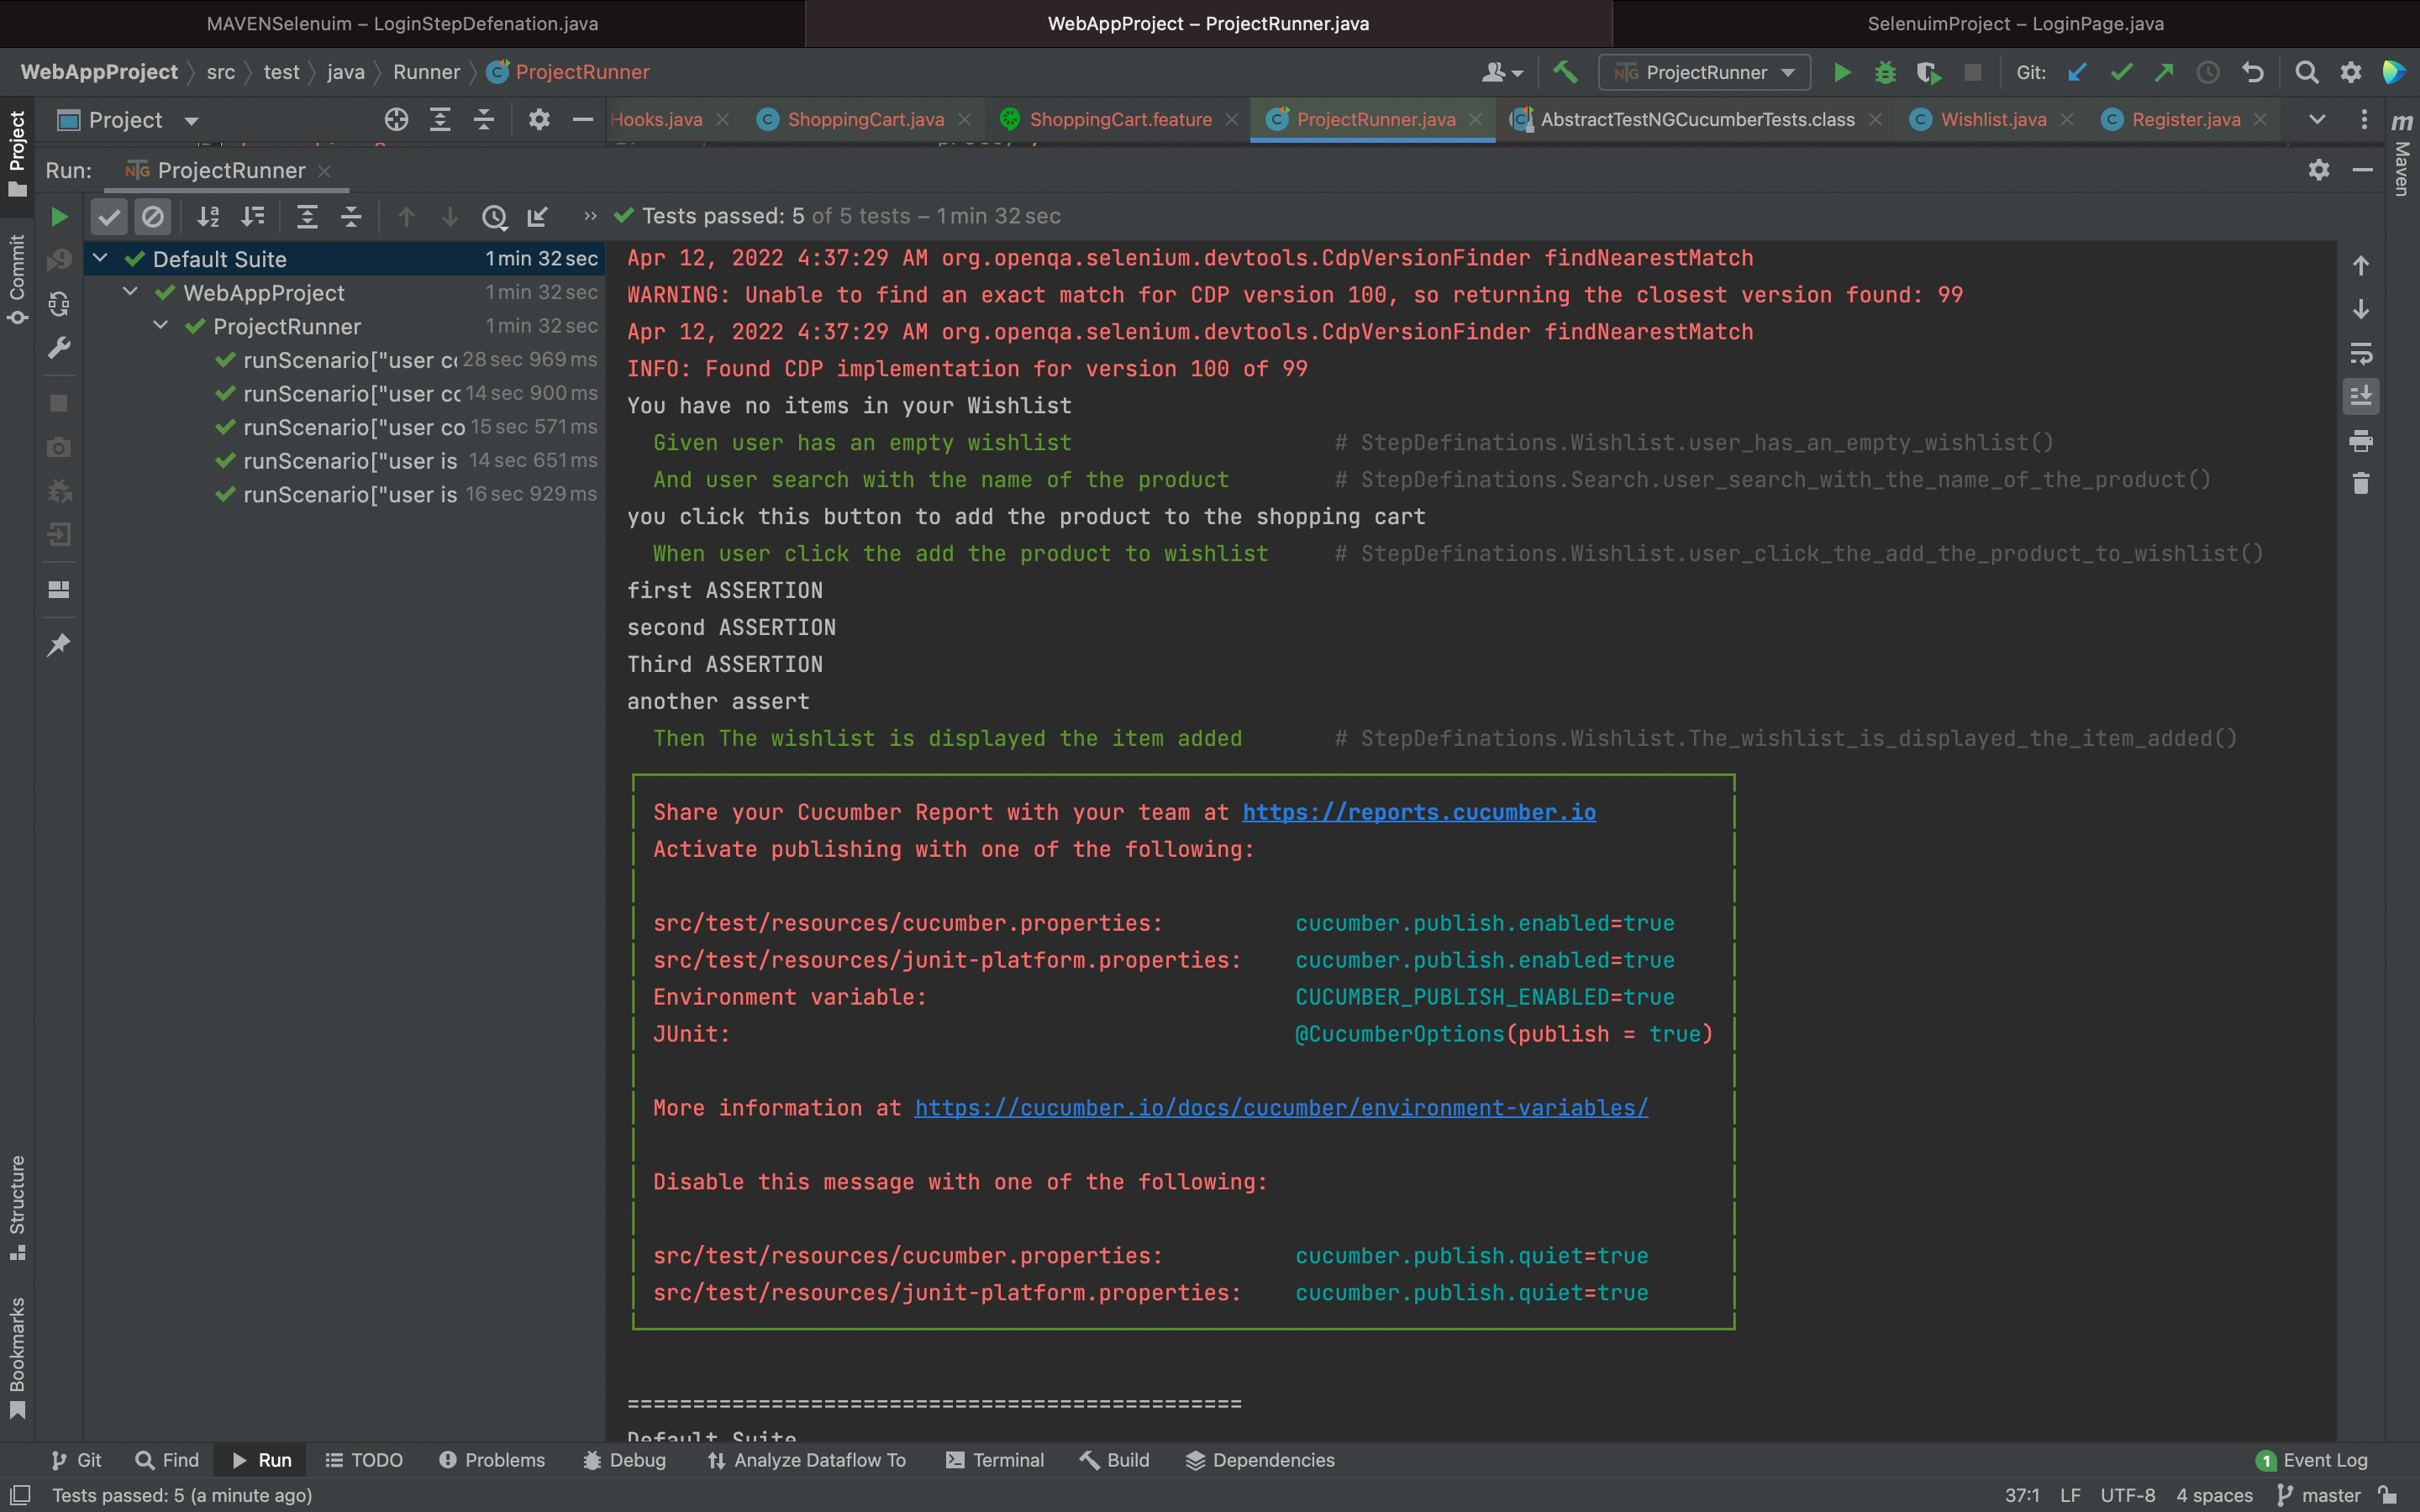 MAVENSelenuim – LoginStepDefenation.java
WebAppProject – ProjectRunner.java
SelenuimProject – LoginPage.java
WebAppProject src test java Runner ProjectRunner
ProjectRunner
Git:
Project
Hooks.java
ShoppingCart.java
ShoppingCart.feature
ProjectRunner.java
AbstractTestNGCucumberTests.class
Wishlist.java
Register.java
Run: ProjectRunner
Tests passed: 5 of 5 tests – 1 min 32 sec
Default Suite 1 min 32 sec
WebAppProject 1 min 32 sec
ProjectRunner 1 min 32 sec
runScenario["user co 28 sec 969 ms
runScenario["user co 14 sec 900 ms
runScenario["user co 15 sec 571 ms
runScenario["user is 14 sec 651 ms
runScenario["user is 16 sec 929 ms
Apr 12, 2022 4:37:29 AM org.openqa.selenium.devtools.CdpVersionFinder findNearestMatch
WARNING: Unable to find an exact match for CDP version 100, so returning the closest version found: 99
Apr 12, 2022 4:37:29 AM org.openqa.selenium.devtools.CdpVersionFinder findNearestMatch
INFO: Found CDP implementation for version 100 of 99
You have no items in your Wishlist
Given user has an empty wishlist # StepDefinations.Wishlist.user_has_an_empty_wishlist()
And user search with the name of the product # StepDefinations.Search.user_search_with_the_name_of_the_product()
you click this button to add the product to the shopping cart
When user click the add the product to wishlist # StepDefinations.Wishlist.user_click_the_add_the_product_to_wishlist()
first ASSERTION
second ASSERTION
Third ASSERTION
another assert
Then The wishlist is displayed the item added # StepDefinations.Wishlist.The_wishlist_is_displayed_the_item_added()
Share your Cucumber Report with your team at https://reports.cucumber.io
Activate publishing with one of the following:
src/test/resources/cucumber.properties: cucumber.publish.enabled=true
src/test/resources/junit-platform.properties: cucumber.publish.enabled=true
Environment variable: CUCUMBER_PUBLISH_ENABLED=true
JUnit: @CucumberOptions(publish = true)
More information at https://cucumber.io/docs/cucumber/environment-variables/
Disable this message with one of the following:
src/test/resources/cucumber.properties: cucumber.publish.quiet=true
src/test/resources/junit-platform.properties: cucumber.publish.quiet=true
===============================================
Default Suite
Project
Commit
Structure
Bookmarks
m
Maven
Git Find Run TODO Problems Debug Analyze Dataflow To Terminal Build Dependencies
1 Event Log
Tests passed: 5 (a minute ago)
37:1 LF UTF-8 4 spaces master